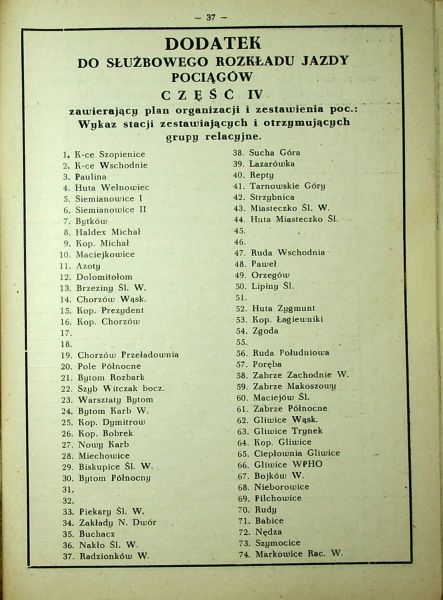 — 37 —
DODATEK
DO SŁUŻBOWEGO ROZKŁADU JAZDY
POCIĄGÓW
CZĘŚĆ IV
zawierający plan organizacji i zestawienia poc.:
Wykaz stacji zestawiających i otrzymujących
grupy relacyjne.
1. K-ce Szopienice
2. K-ce Wschodnie
3. Paulina
4. Huta Wełnowiec
5. Siemianowice I
6. Siemianowice II
7. Bytków
8. Haldex Michał
9. Kop. Michał
10. Maciejkowice
11. Azoty
12. Dolomitołom
13. Brzeziny Śl. W.
14. Chorzów Wąsk.
15. Kop. Prezydent
16. Kop. Chorzów
17.
18.
19. Chorzów Przeładownia
20. Pole Północne
21. Bytom Rozbark
22. Szyb Witczak bocz.
23. Warsztaty Bytom
24. Bytom Karb W.
25. Kop. Dymitrow
26. Kop. Bobrek
27. Nowy Karb
28. Miechowice
29. Biskupice Śl. W.
30. Bytom Północny
31.
32.
33. Piekary Śl. W.
34. Zakłady N. Dwór
35. Buchacz
36. Nakło Śl. W.
37. Radzionków W.
38. Sucha Góra
39. Lazarówka
40. Repty
41. Tarnowskie Góry
42. Strzybnica
43. Miasteczko Śl. W.
44. Huta Miasteczko Śl.
45.
46.
47. Ruda Wschodnia
48. Paweł
49. Orzegów
50. Lipiny Śl.
51.
52. Huta Zygmunt
53. Kop. Łagiewniki
54. Zgoda
55.
56. Ruda Południowa
57. Poręba
58. Zabrze Zachodnie W.
59. Zabrze Makoszowy
60. Maciejów Śl.
61. Zabrze Północne
62. Gliwice Wąsk.
63. Gliwice Trynek
64. Kop. Gliwice
65. Ciepłownia Gliwice
66. Gliwice WPHO
67. Bojków W.
68. Nieborowice
69. Pilchowice
70. Rudy
71. Babice
72. Nędza
73. Szymocice
74. Markowice Rac. W.